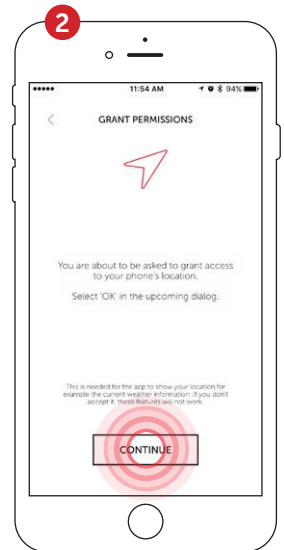 2
11:54 AM
94%
GRANT PERMISSIONS
You are about to be asked to grant access
to your phone's location.
Select 'OK' in the upcoming dialog.
This is needed for the app to show your location,for
example the current weather information .If you don't
accept it, these features will not work.
CONTINUE